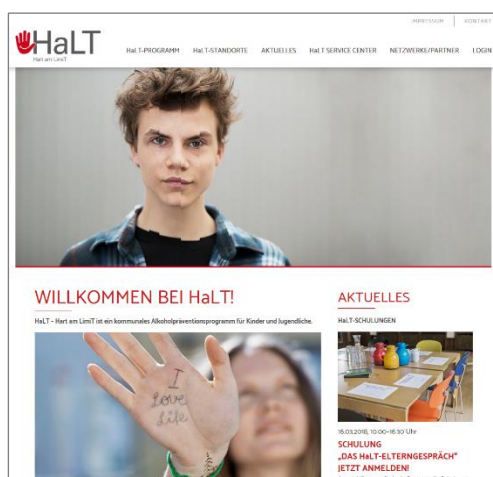 IMPRESSUM | KONTAKT
HaLT
Hart am LimiT
HaLT-PROGRAMM HaLT-STANDORTE AKTUELLES HaLT SERVICE CENTER NETZWERKE/PARTNER LOGIN
WILLKOMMEN BEI HaLT!
HaLT – Hart am LimiT ist ein kommunales Alkoholpräventionsprogramm für Kinder und Jugendliche.
I
Love
Life
AKTUELLES
HaLT-SCHULUNGEN
15.03.2018, 10:00–16:30 Uhr
SCHULUNG
„DAS HaLT-ELTERNGESPRÄCH“
JETZT ANMELDEN!